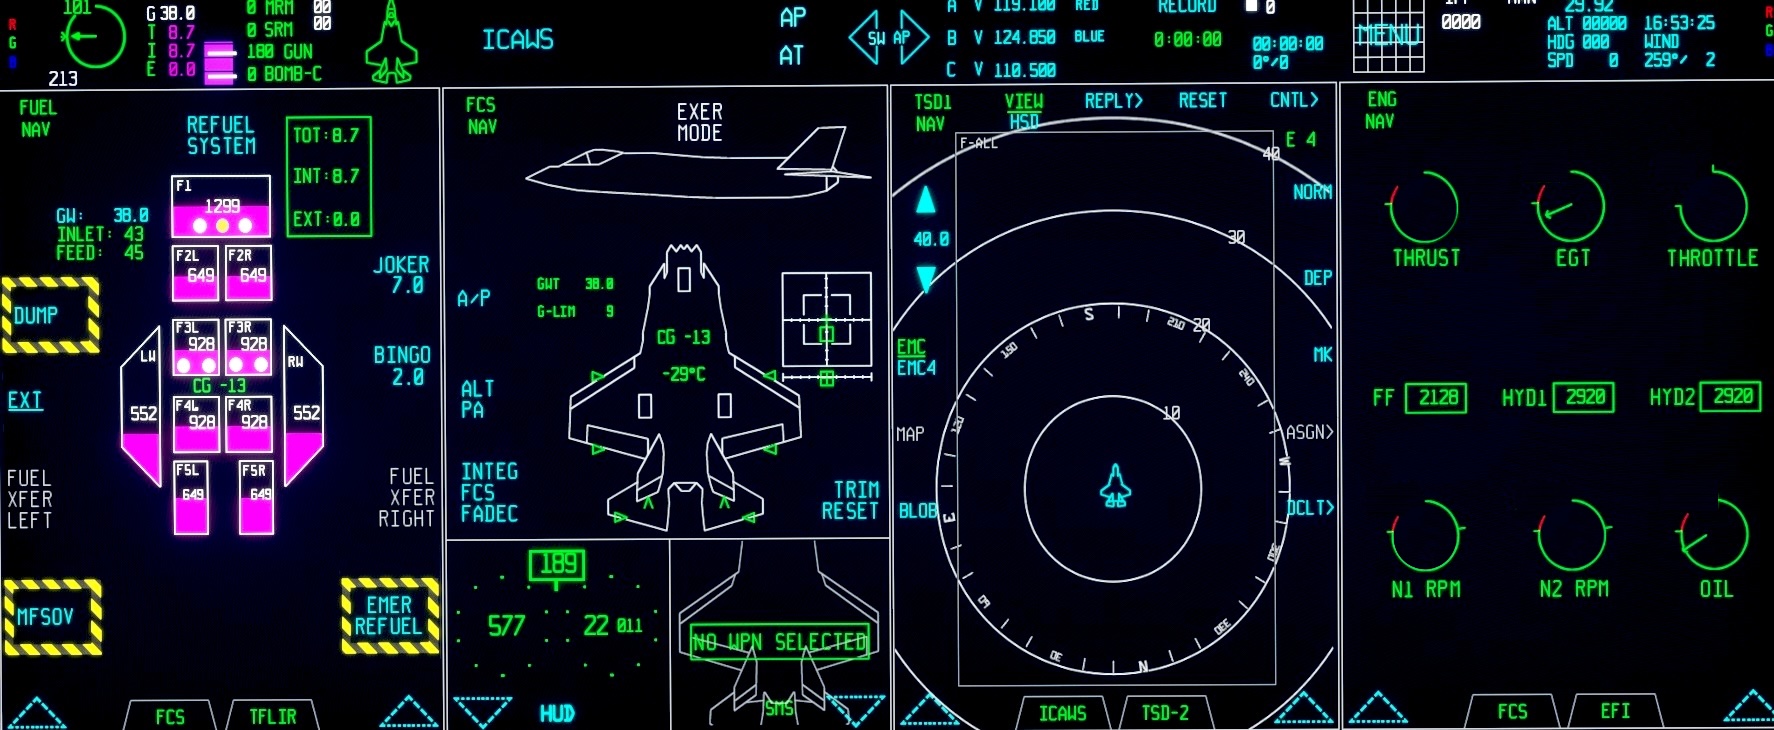 101
R
G
213
G 38.0
T 8.7
I 8.7
E 0.0
0 MRM 00
0 SRM 00
180 GUN
0 BOMB-C
ICAWS
AP
AT
SW AP
A V 119.100 RED
B V 124.850 BLUE
C V 110.500
RECORD
0:00:00
0
00:00:00
0°/0
MENU
0000
29.92
ALT 00000 16:53:25
HDG 000 WIND
SPD 0 259°/ 2
R
G
FUEL
NAV
REFUEL
SYSTEM
TOT:8.7
INT:8.7
EXT:0.0
F1
1299
GW: 38.0
INLET: 43
FEED: 45
F2L
649
F2R
649
JOKER
7.0
DUMP
F3L
928
F3R
928
LW
552
RW
552
CG -13
BINGO
2.0
EXT
F4L
928
F4R
928
F5L
649
F5R
649
FUEL
XFER
LEFT
FUEL
XFER
RIGHT
MFSOV
EMER
REFUEL
FCS
TFLIR
FCS
NAV
EXER
MODE
A/P
GWT 38.0
G-LIM 9
CG -13
-29°C
ALT
PA
INTEG
FCS
FADEC
TRIM
RESET
189
577
22 011
HUD
NO WPN SELECTED
SMS
TSD1
NAV
VIEW
HSD
REPLY>
RESET
CNTL>
F-ALL
E 4
40
NORM
40.0
30
DEP
S
210
20
150
MK
EMC
EMC4
240
10
120
MAP
ASGN>
W
BLOB
E
DCLT>
300
60
330
30
N
ICAWS
TSD-2
ENG
NAV
THRUST
EGT
THROTTLE
FF 2128
HYD1 2920
HYD2 2920
N1 RPM
N2 RPM
OIL
FCS
EFI